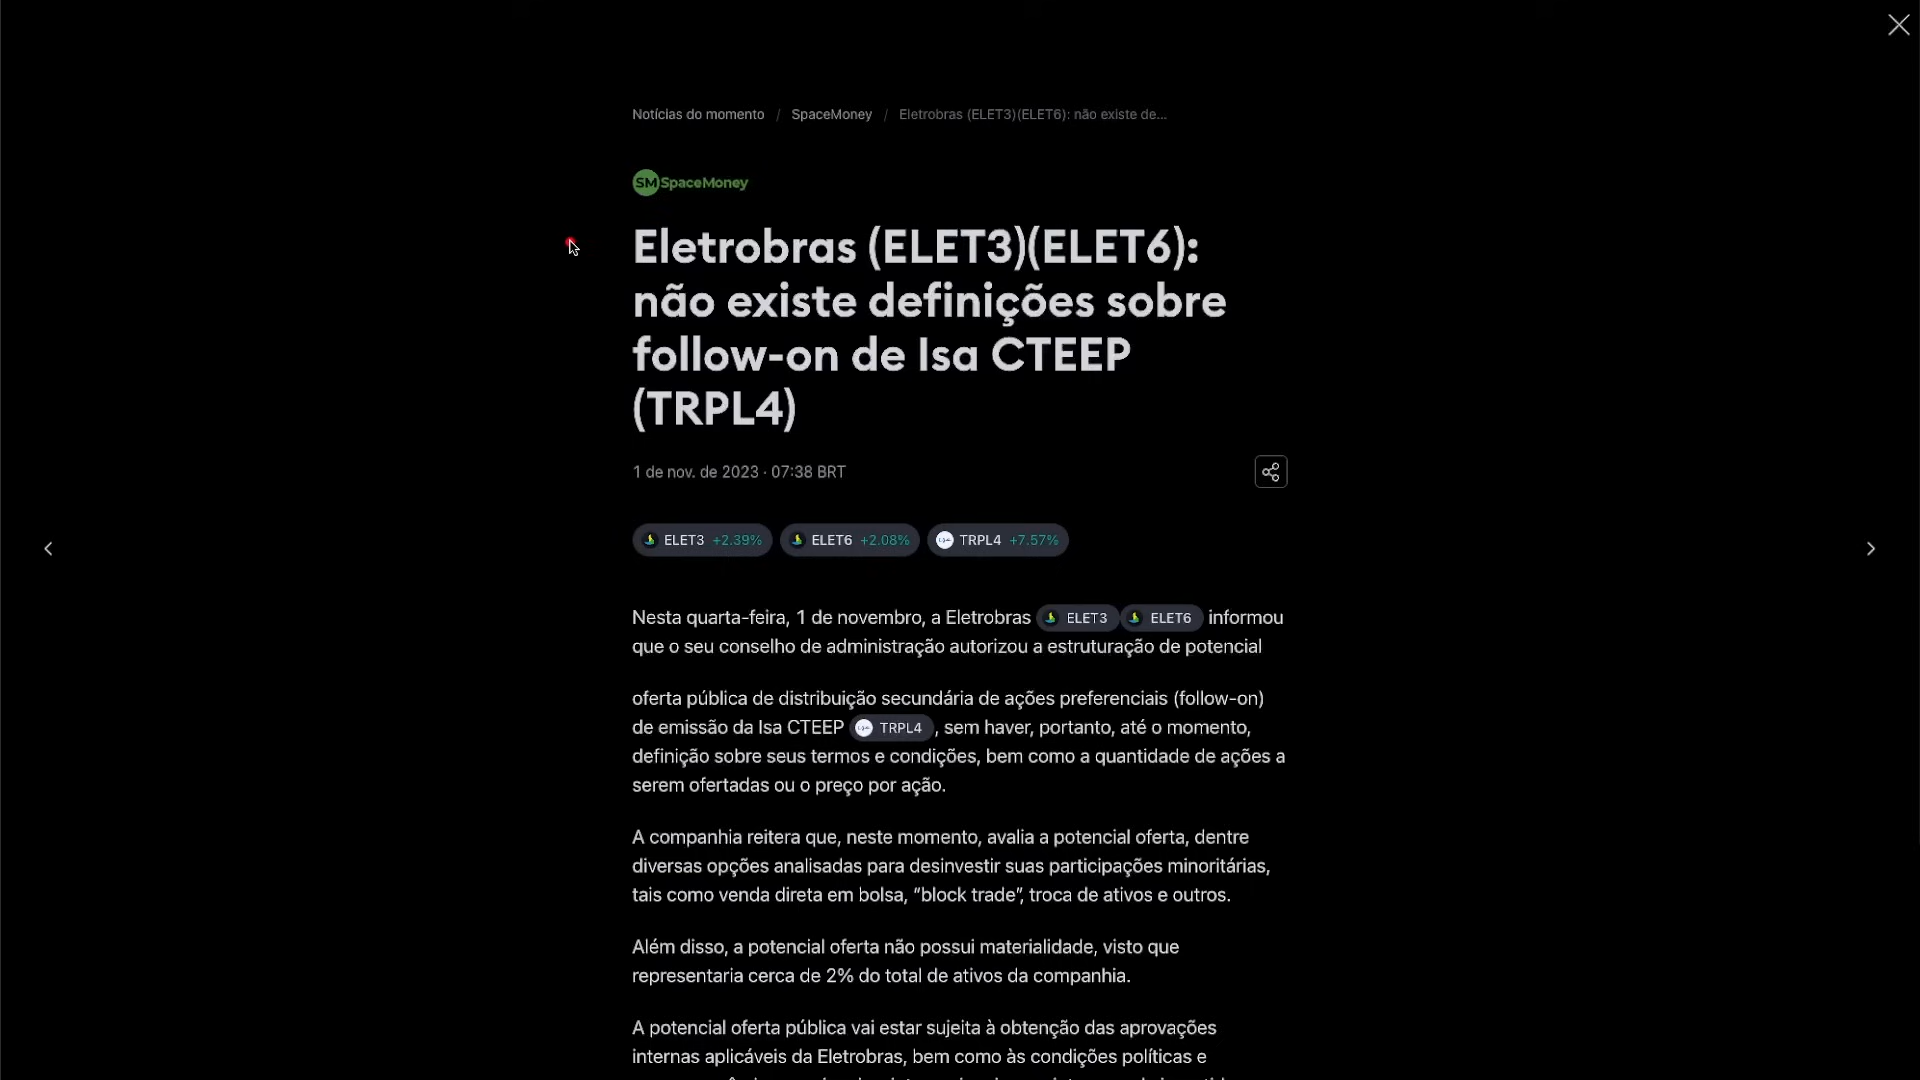 Notícias do momento / SpaceMoney / Eletrobras (ELET3)(ELET6): não existe de...
SM SpaceMoney
Eletrobras (ELET3)(ELET6):
não existe definições sobre
follow-on de Isa CTEEP
(TRPL4)
1 de nov. de 2023 · 07:38 BRT
ELET3 +2.39% ELET6 +2.08% TRPL4 +7.57%
Nesta quarta-feira, 1 de novembro, a Eletrobras ELET3 ELET6 informou
que o seu conselho de administração autorizou a estruturação de potencial
oferta pública de distribuição secundária de ações preferenciais (follow-on)
de emissão da Isa CTEEP TRPL4 , sem haver, portanto, até o momento,
definição sobre seus termos e condições, bem como a quantidade de ações a
serem ofertadas ou o preço por ação.
A companhia reitera que, neste momento, avalia a potencial oferta, dentre
diversas opções analisadas para desinvestir suas participações minoritárias,
tais como venda direta em bolsa, “block trade”, troca de ativos e outros.
Além disso, a potencial oferta não possui materialidade, visto que
representaria cerca de 2% do total de ativos da companhia.
A potencial oferta pública vai estar sujeita à obtenção das aprovações
internas aplicáveis da Eletrobras, bem como às condições políticas e